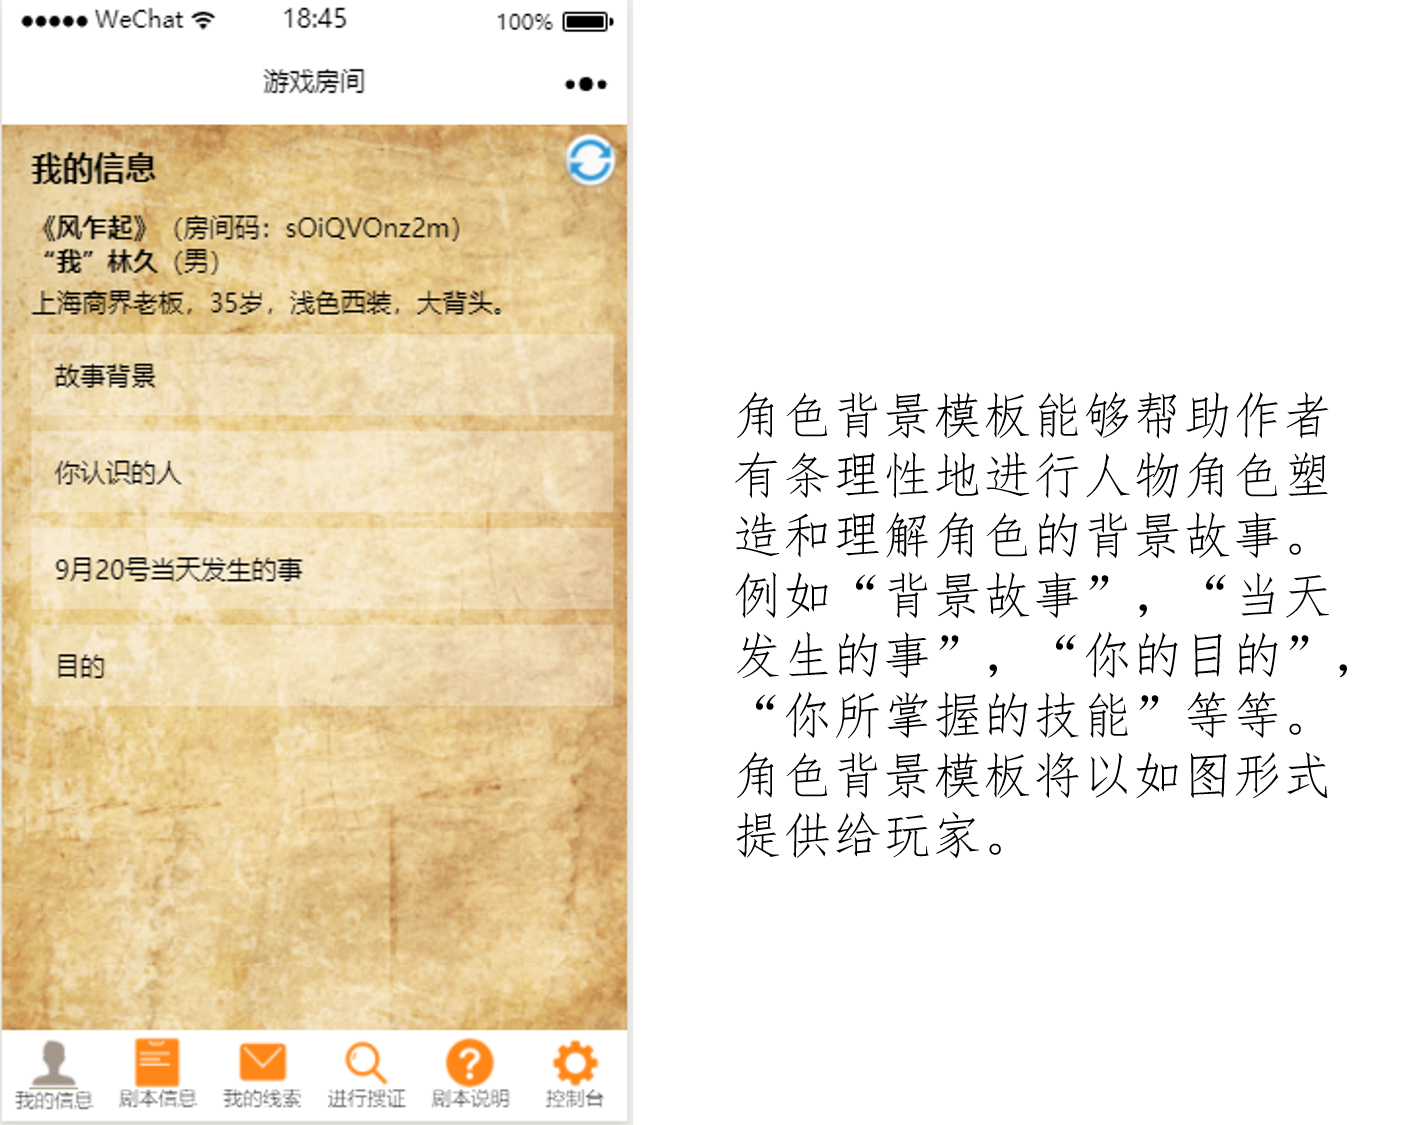 WeChat 18:45 100%
游戏房间
我的信息
《风乍起》（房间码：sOiQVOnz2m）
“我”林久（男）
上海商界老板，35岁，浅色西装，大背头。
故事背景
你认识的人
9月20号当天发生的事
目的
我的信息 剧本信息 我的线索 进行搜证 剧本说明 控制台
角色背景模板能够帮助作者
有条理性地进行人物角色塑
造和理解角色的背景故事。
例如“背景故事”，“当天
发生的事”，“你的目的”，
“你所掌握的技能”等等。
角色背景模板将以如图形式
提供给玩家。